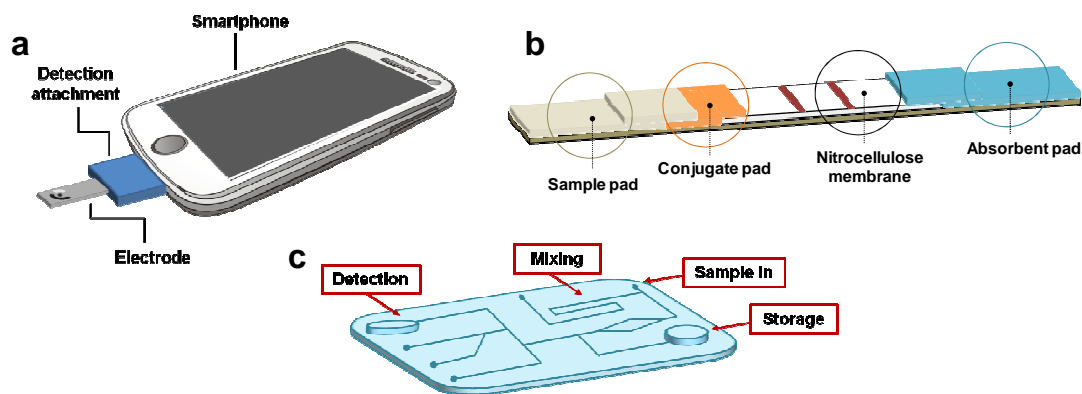 a
Smartphone
Detection
attachment
Electrode
b
Sample pad
Conjugate pad
Nitrocellulose
membrane
Absorbent pad
c
Detection
Mixing
Sample in
Storage